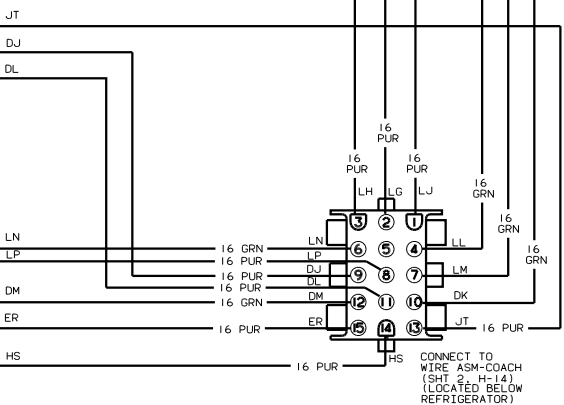 JT
DJ
DL
16 PUR
16 PUR
16 PUR
16 GRN
16 GRN
16 GRN
LH LG LJ
3 2 1
LN LN 6 5 4 LL
16 GRN
LP LP
16 PUR
DJ 9 8 7 LM
16 PUR
DL
16 PUR
DM DM 12 11 10 DK
16 GRN
ER ER 15 14 13 JT
16 PUR 16 PUR
HS HS
16 PUR
CONNECT TO
WIRE ASM-COACH
(SHT 2, H-14)
(LOCATED BELOW
REFRIGERATOR)